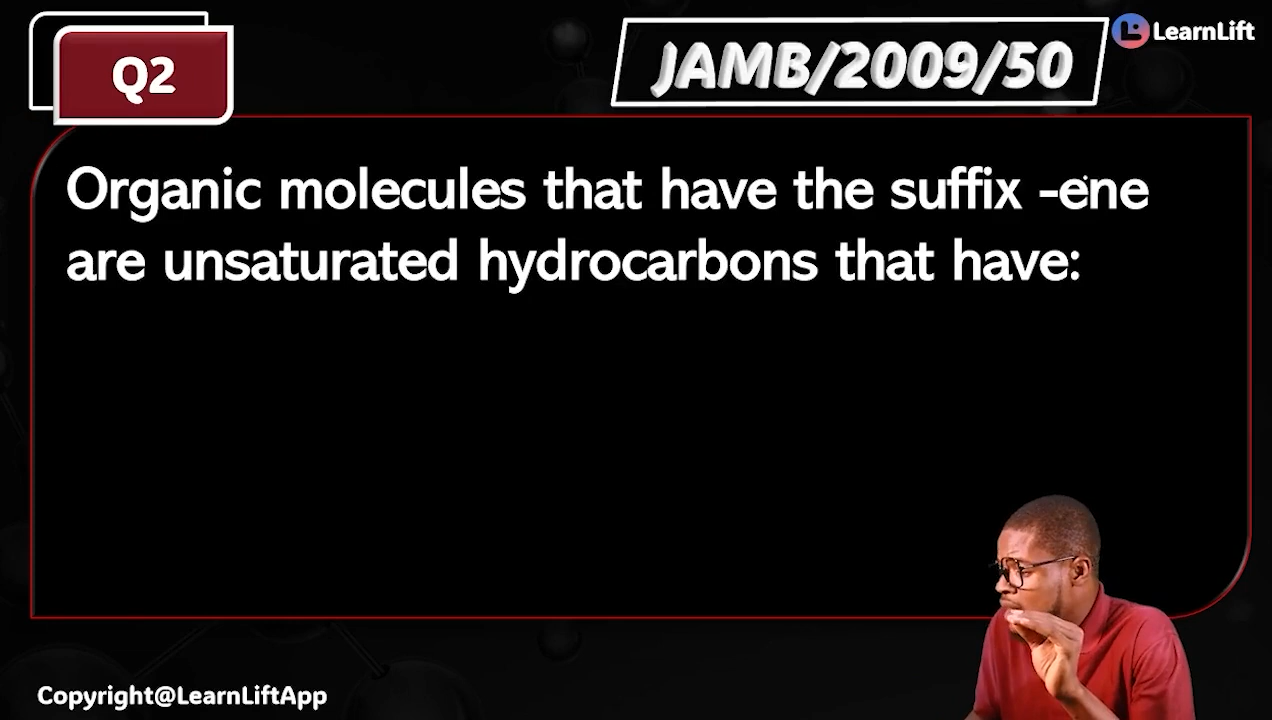 Q2
JAMB/2009/50
LearnLift
Organic molecules that have the suffix -ene
are unsaturated hydrocarbons that have:
Copyright@LearnLiftApp